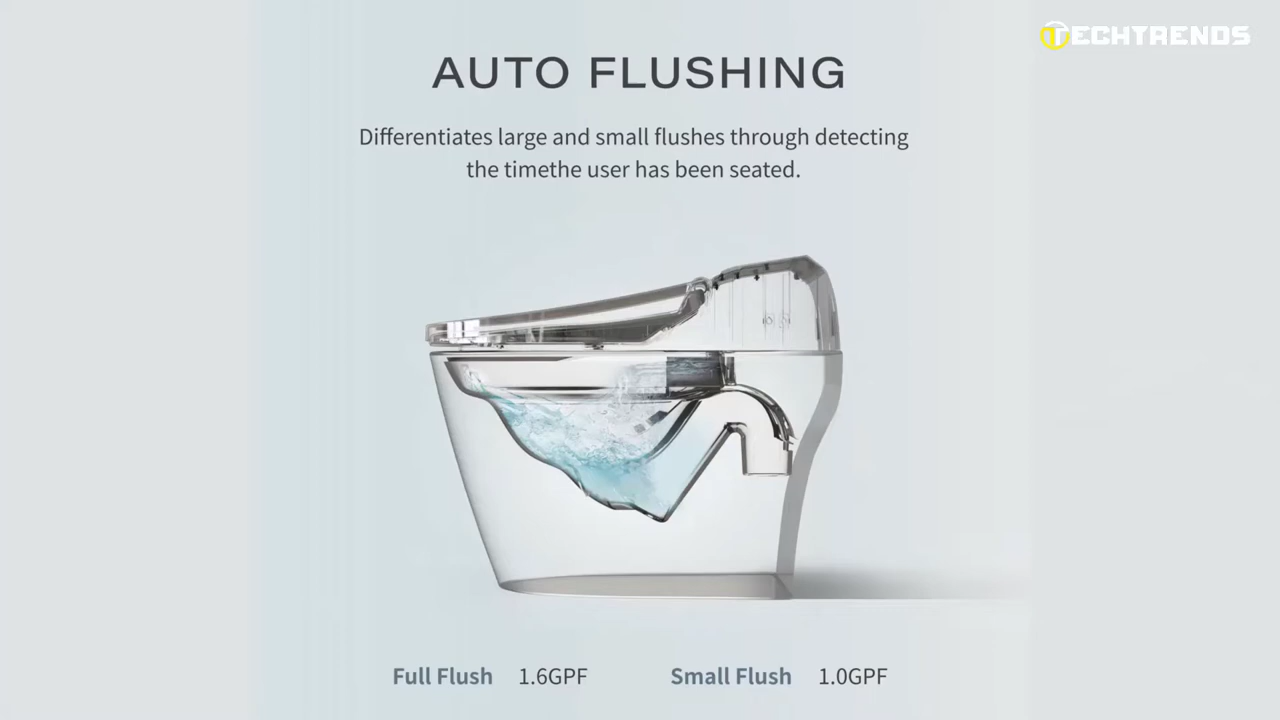 TECHTRENDS
AUTO FLUSHING
Differentiates large and small flushes through detecting
the timethe user has been seated.
Full Flush 1.6GPF Small Flush 1.0GPF